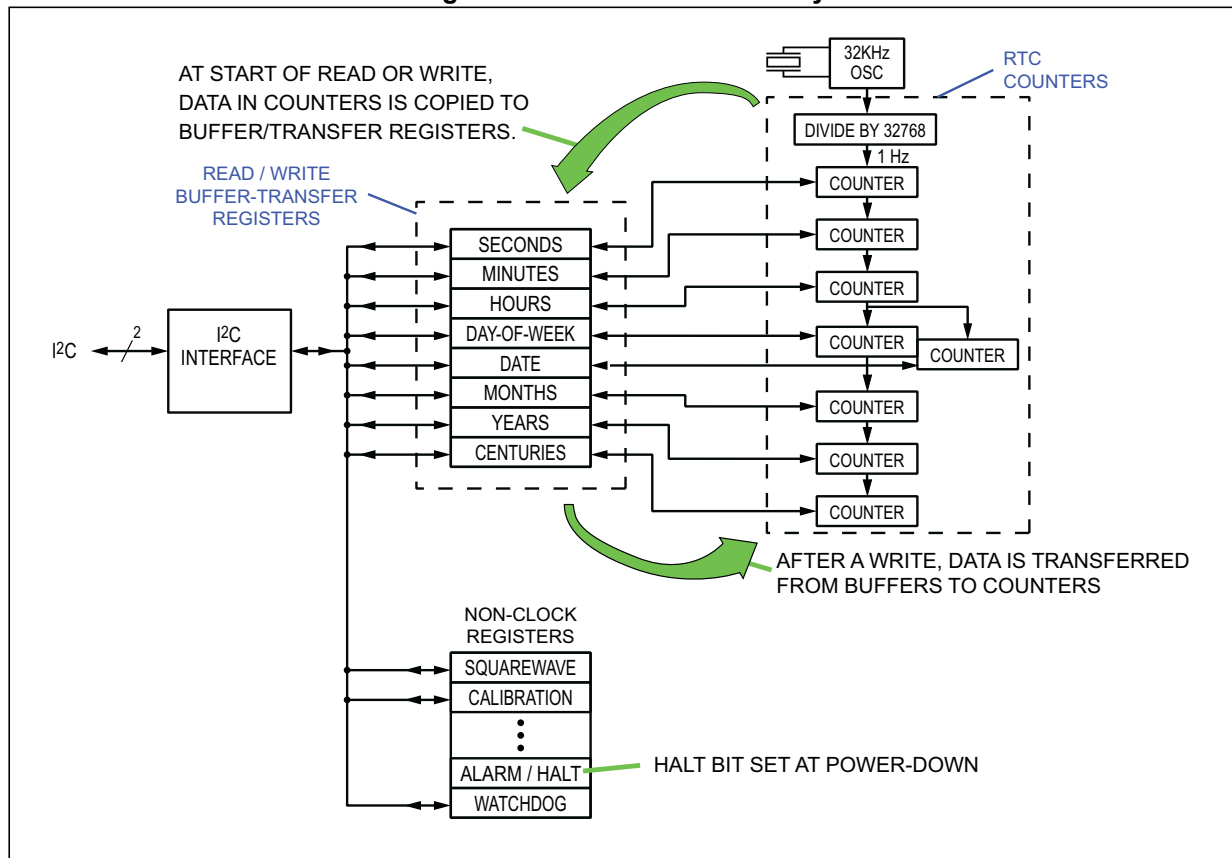 32KHz
OSC
RTC
COUNTERS
AT START OF READ OR WRITE,
DATA IN COUNTERS IS COPIED TO
BUFFER/TRANSFER REGISTERS.
DIVIDE BY 32768
1 Hz
READ / WRITE
BUFFER-TRANSFER
REGISTERS
COUNTER
SECONDS
COUNTER
MINUTES
COUNTER
HOURS
DAY-OF-WEEK
COUNTER
COUNTER
I²C
2
I²C
INTERFACE
DATE
MONTHS
COUNTER
YEARS
COUNTER
CENTURIES
COUNTER
AFTER A WRITE, DATA IS TRANSFERRED
FROM BUFFERS TO COUNTERS
NON-CLOCK
REGISTERS
SQUAREWAVE
CALIBRATION
ALARM / HALT
HALT BIT SET AT POWER-DOWN
WATCHDOG